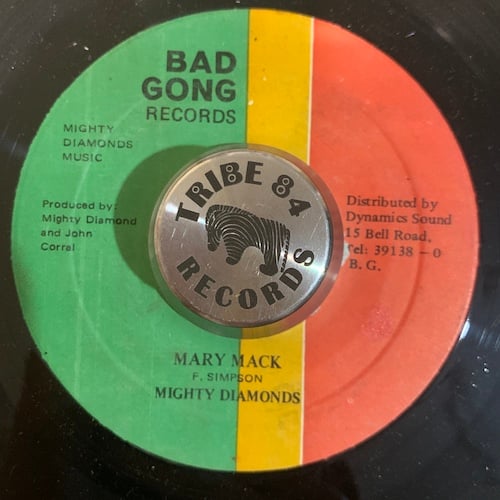 BAD
GONG
RECORDS
MIGHTY
DIAMONDS
MUSIC
Produced by:
Mighty Diamond
and John
Correl
TRIBE 84
RECORDS
Distributed by
Dynamics Sound
15 Bell Road,
Tel: 39138 – 0
B. G.
MARY MACK
F. SIMPSON
MIGHTY DIAMONDS